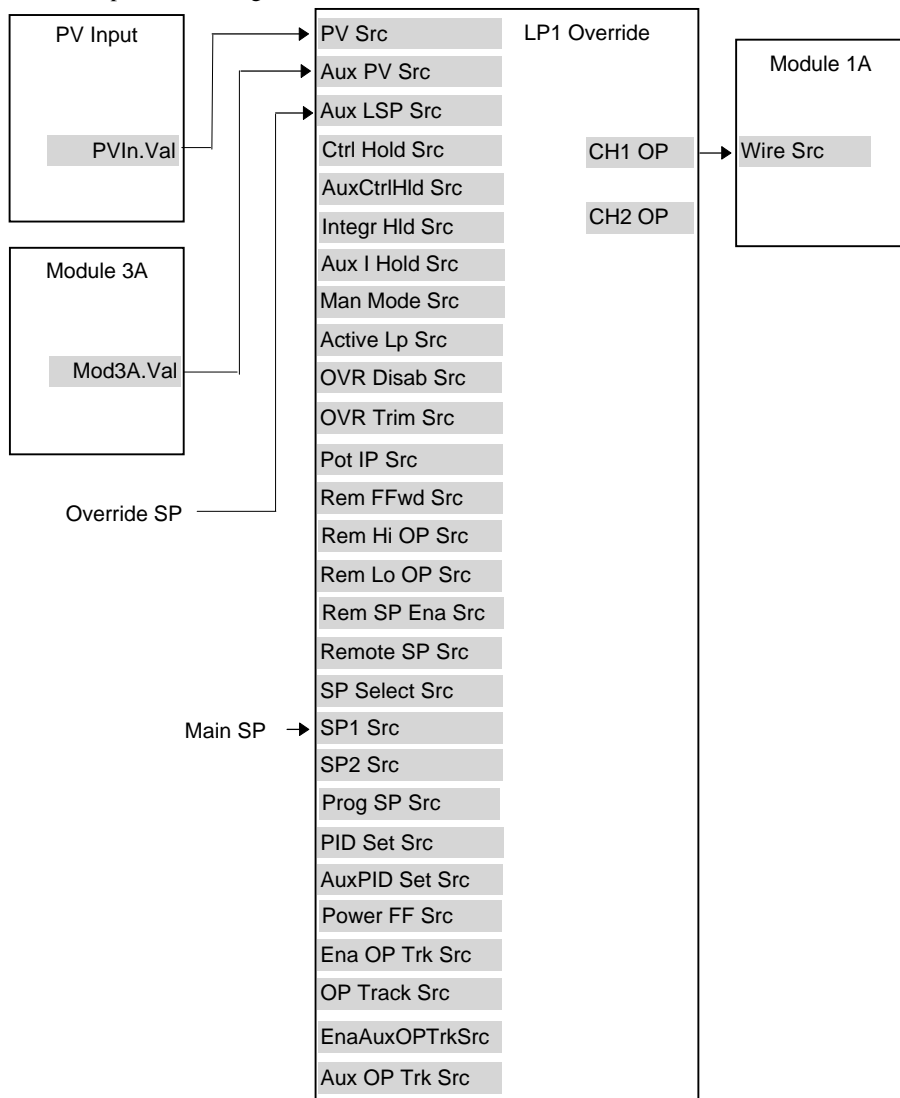 PV Input
PVIn.Val
Module 3A
Mod3A.Val
Override SP
Main SP
LP1 Override
PV Src
Aux PV Src
Aux LSP Src
Ctrl Hold Src
AuxCtrlHld Src
Integr Hld Src
Aux I Hold Src
Man Mode Src
Active Lp Src
OVR Disab Src
OVR Trim Src
Pot IP Src
Rem FFwd Src
Rem Hi OP Src
Rem Lo OP Src
Rem SP Ena Src
Remote SP Src
SP Select Src
SP1 Src
SP2 Src
Prog SP Src
PID Set Src
AuxPID Set Src
Power FF Src
Ena OP Trk Src
OP Track Src
EnaAuxOPTrkSrc
Aux OP Trk Src
CH1 OP
CH2 OP
Module 1A
Wire Src